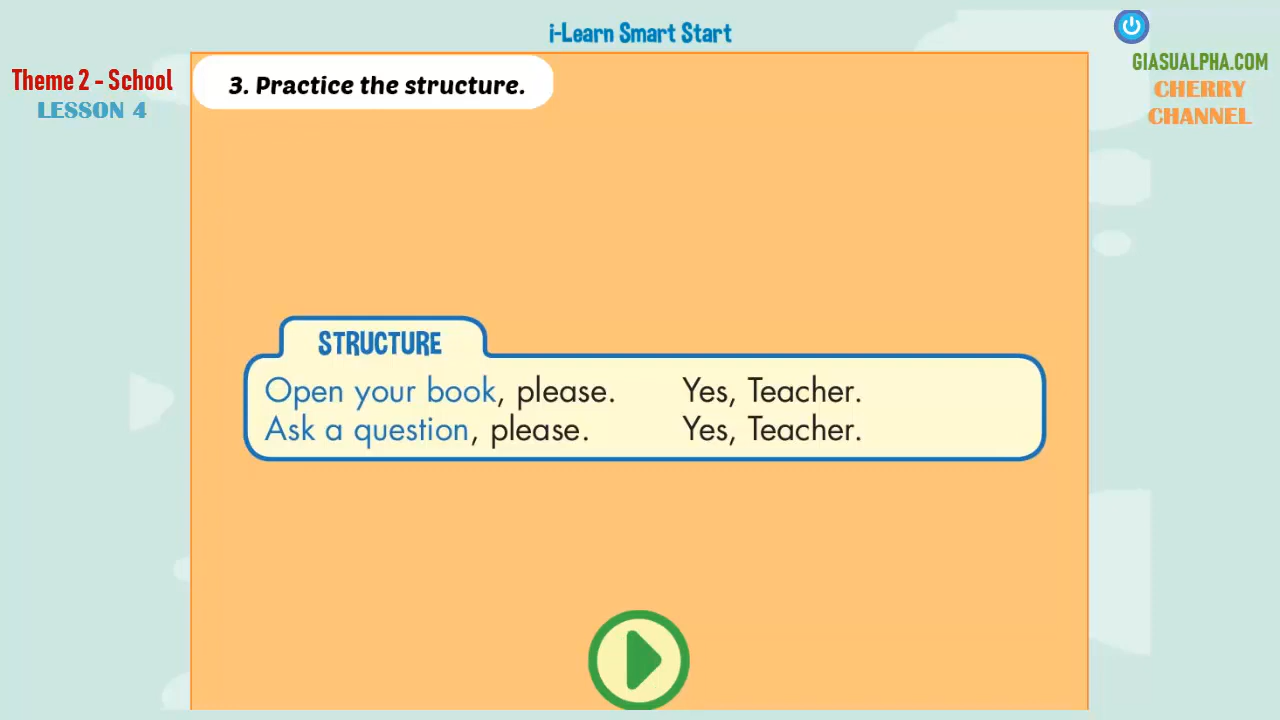 i-Learn Smart Start
Theme 2 - School
LESSON 4
GIASUALPHA.COM
CHERRY
CHANNEL
3. Practice the structure.
STRUCTURE
Open your book, please. Yes, Teacher.
Ask a question, please. Yes, Teacher.